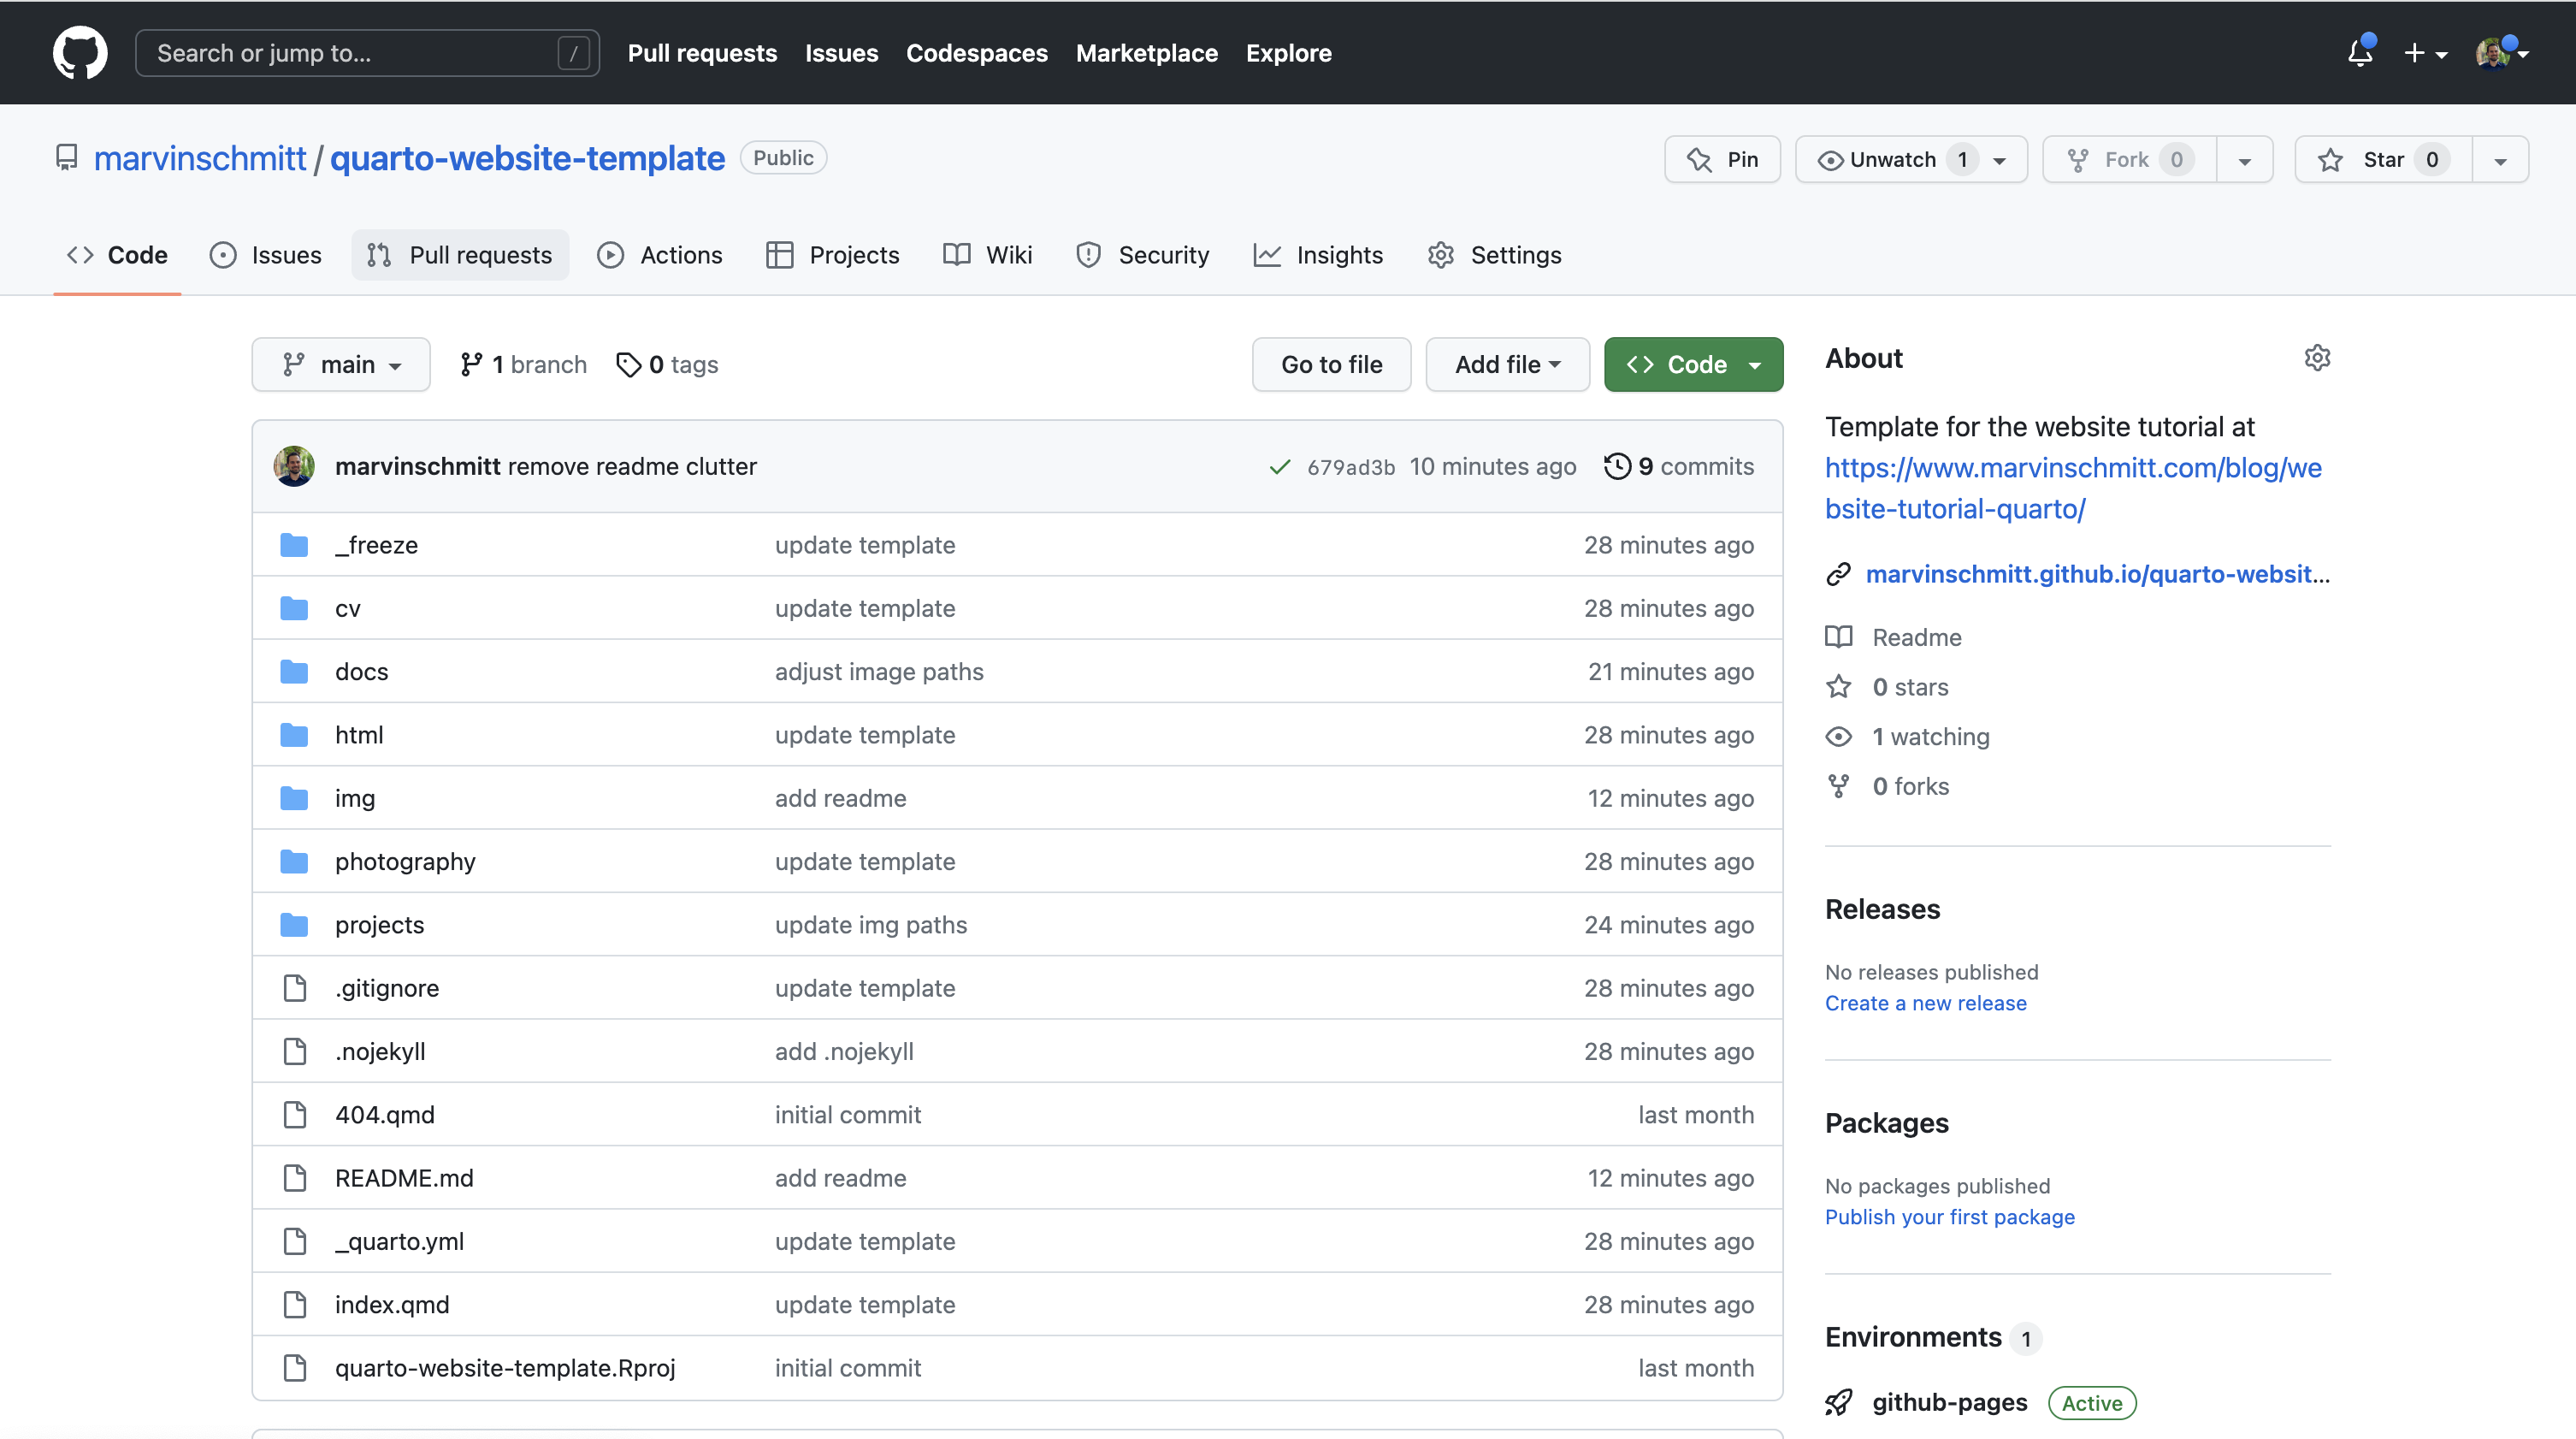 Search or jump to... / Pull requests Issues Codespaces Marketplace Explore
marvinschmitt / quarto-website-template Public Pin Unwatch 1 Fork 0 Star 0
Code Issues Pull requests Actions Projects Wiki Security Insights Settings
main 1 branch 0 tags Go to file Add file Code
marvinschmitt remove readme clutter 679ad3b 10 minutes ago 9 commits
_freeze update template 28 minutes ago
cv update template 28 minutes ago
docs adjust image paths 21 minutes ago
html update template 28 minutes ago
img add readme 12 minutes ago
photography update template 28 minutes ago
projects update img paths 24 minutes ago
.gitignore update template 28 minutes ago
.nojekyll add .nojekyll 28 minutes ago
404.qmd initial commit last month
README.md add readme 12 minutes ago
_quarto.yml update template 28 minutes ago
index.qmd update template 28 minutes ago
quarto-website-template.Rproj initial commit last month
About
Template for the website tutorial at
https://www.marvinschmitt.com/blog/we
bsite-tutorial-quarto/
marvinschmitt.github.io/quarto-websit...
Readme
0 stars
1 watching
0 forks
Releases
No releases published
Create a new release
Packages
No packages published
Publish your first package
Environments 1
github-pages Active